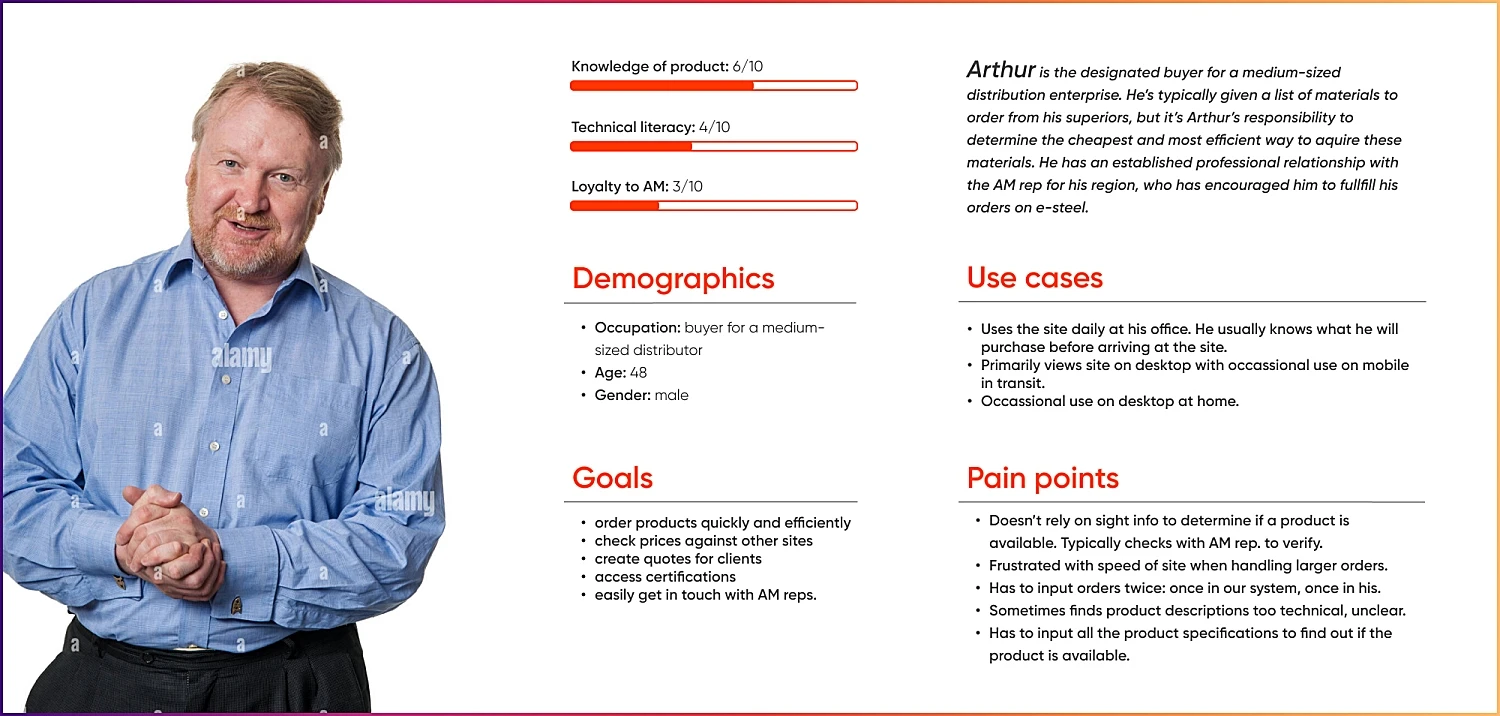 Knowledge of product: 6/10
Technical literacy: 4/10
Loyalty to AM: 3/10
Arthur is the designated buyer for a medium-sized
distribution enterprise. He's typically given a list of materials to
order from his superiors, but it's Arthur's responsibility to
determine the cheapest and most efficient way to aquire these
materials. He has an established professional relationship with
the AM rep for his region, who has encouraged him to fullfill his
orders on e-steel.
Demographics
• Occupation: buyer for a medium-
sized distributor
• Age: 48
• Gender: male
Use cases
• Uses the site daily at his office. He usually knows what he will
purchase before arriving at the site.
• Primarily views site on desktop with occassional use on mobile
in transit.
• Occassional use on desktop at home.
Goals
• order products quickly and efficiently
• check prices against other sites
• create quotes for clients
• access certifications
• easily get in touch with AM reps.
Pain points
• Doesn't rely on sight info to determine if a product is
available. Typically checks with AM rep. to verify.
• Frustrated with speed of site when handling larger orders.
• Has to input orders twice: once in our system, once in his.
• Sometimes finds product descriptions too technical, unclear.
• Has to input all the product specifications to find out if the
product is available.
a
a
a
a
a
a
alamy
a
a
a
alamy
a
a
a
a
a
a
a
a